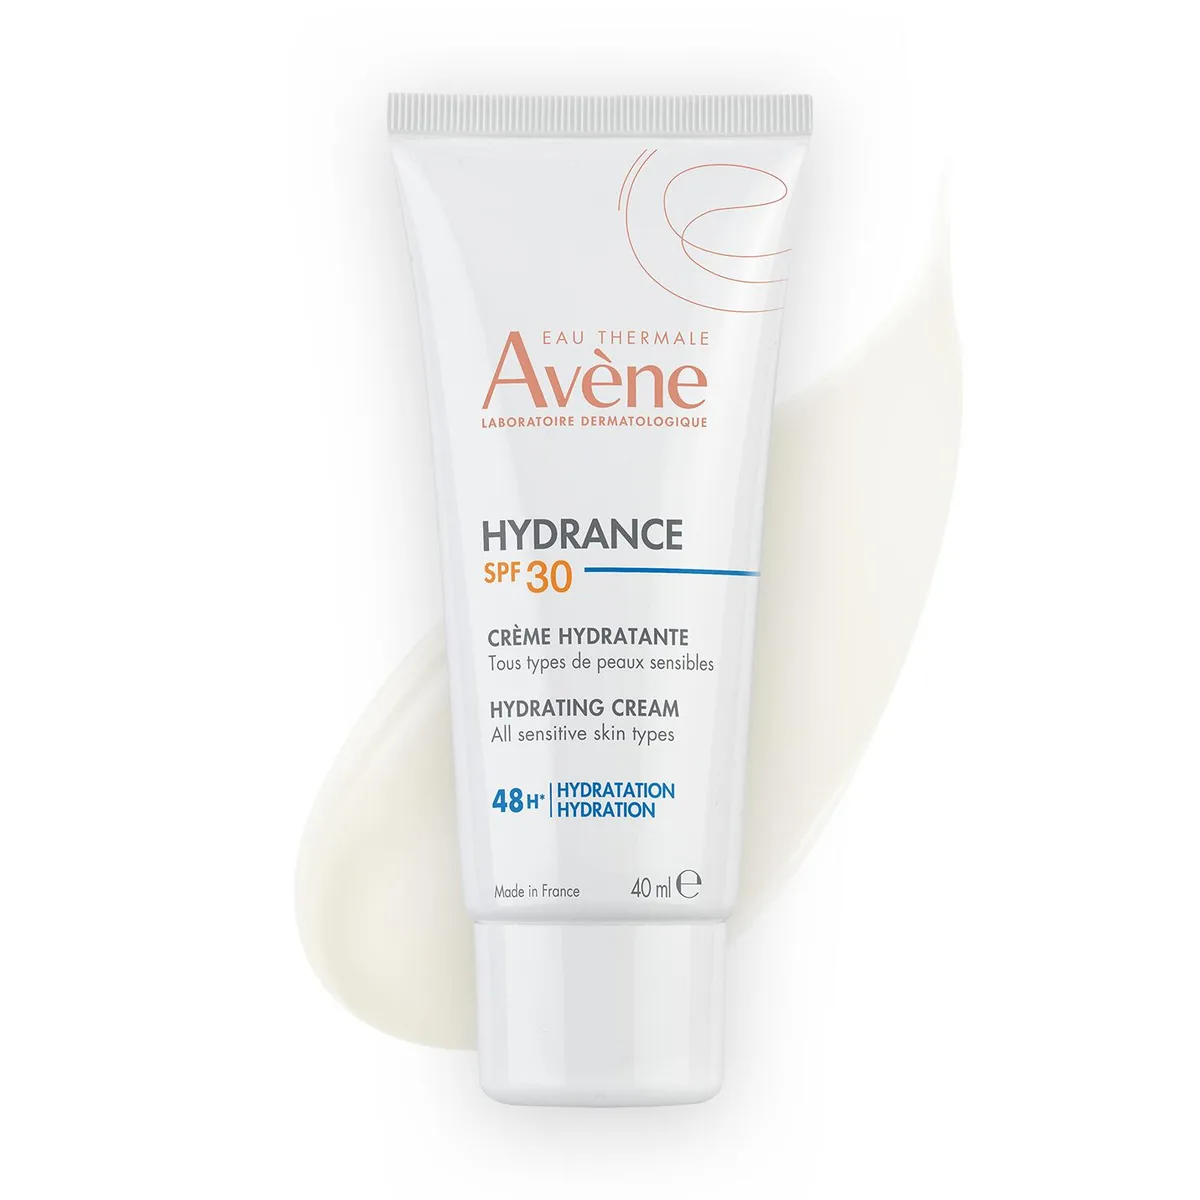 EAU THERMALE
Avène
LABORATOIRE DERMATOLOGIQUE
HYDRANCE
SPF 30
CRÈME HYDRATANTE
Tous types de peaux sensibles
HYDRATING CREAM
All sensitive skin types
48H* HYDRATATION
HYDRATION
Made in France 40 ml ℮